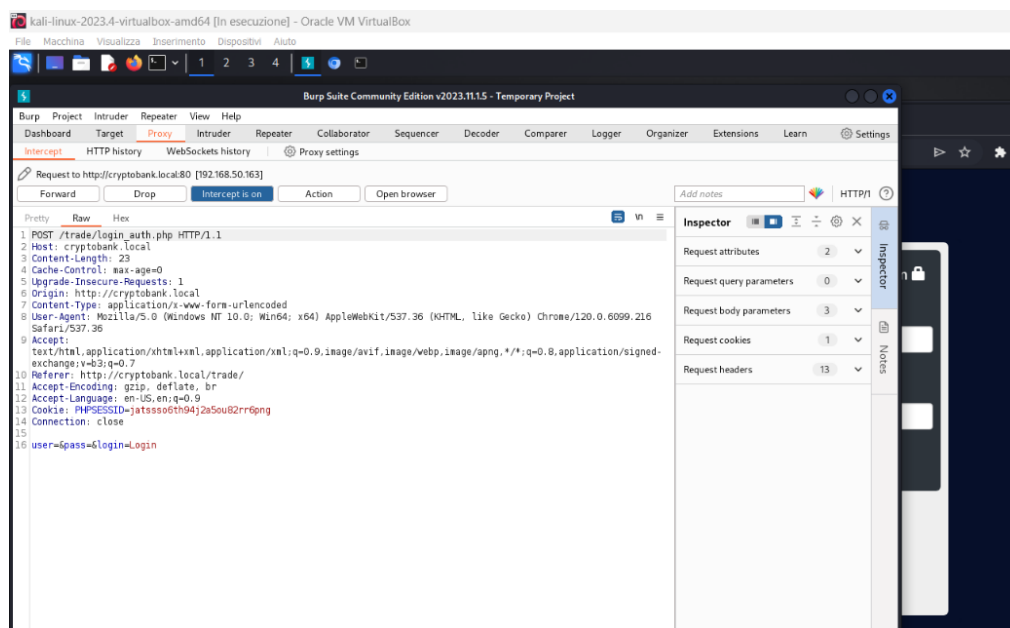 kali-linux-2023.4-virtualbox-amd64 [In esecuzione] - Oracle VM VirtualBox
File Macchina Visualizza Inserimento Dispositivi Aiuto
1 2 3 4
Burp Suite Community Edition v2023.11.1.5 - Temporary Project
Burp Project Intruder Repeater View Help
Dashboard Target Proxy Intruder Repeater Collaborator Sequencer Decoder Comparer Logger Organizer Extensions Learn Settings
Intercept HTTP history WebSockets history Proxy settings
Request to http://cryptobank.local:80 [192.168.50.163]
Forward Drop Intercept is on Action Open browser Add notes HTTP/1 ?
Pretty Raw Hex \n
Inspector
1 POST /trade/login_auth.php HTTP/1.1
2 Host: cryptobank.local
3 Content-Length: 23
4 Cache-Control: max-age=0
5 Upgrade-Insecure-Requests: 1
6 Origin: http://cryptobank.local
7 Content-Type: application/x-www-form-urlencoded
8 User-Agent: Mozilla/5.0 (Windows NT 10.0; Win64; x64) AppleWebKit/537.36 (KHTML, like Gecko) Chrome/120.0.6099.216
Safari/537.36
9 Accept:
text/html,application/xhtml+xml,application/xml;q=0.9,image/avif,image/webp,image/apng,*/*;q=0.8,application/signed-
exchange;v=b3;q=0.7
10 Referer: http://cryptobank.local/trade/
11 Accept-Encoding: gzip, deflate, br
12 Accept-Language: en-US,en;q=0.9
13 Cookie: PHPSESSID=jatssso6th94j2a5ou82rr6png
14 Connection: close
15
16 user=&pass=&login=Login
Request attributes 2
Request query parameters 0
Request body parameters 3
Request cookies 1
Request headers 13
Inspector
Notes
n